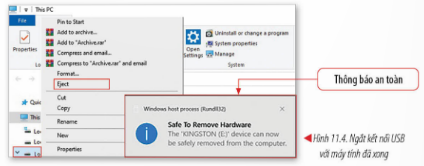 This PC
File
Pin to Start
Add to archive...
Add to "Archive.rar"
Compress and email...
Compress to "Archive.rar" and email
Format...
Eject
Cut
Copy
Rename
New
Properties
Properties
Lo
Open
Settings
Uninstall or change a program
System properties
Manage
System
Quic
This
Lo
Lo
Lo
Windows host process (Rundll32)
Safe To Remove Hardware
The 'KINGSTON (E:)' device can now
be safely removed from the computer.
Thông báo an toàn
Hình 11.4. Ngắt kết nối USB
với máy tính đã xong